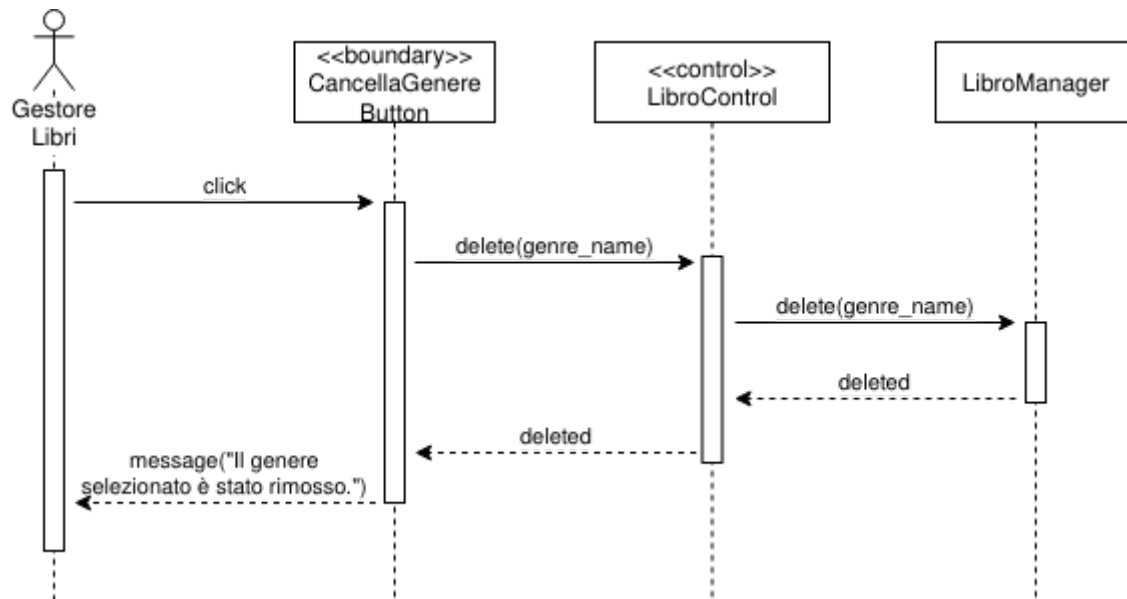 <<boundary>>
CancellaGenere
Button
<<control>>
LibroControl
LibroManager
Gestore
Libri
click
delete(genre_name)
delete(genre_name)
deleted
deleted
message("Il genere
selezionato è stato rimosso.")